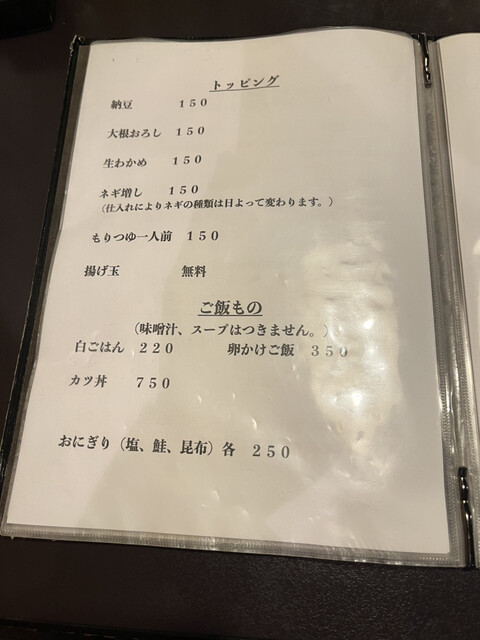 トッピング
納豆 １５０
大根おろし １５０
生わかめ １５０
ネギ増し １５０
（仕入れによりネギの種類は日よって変わります。）
もりつゆ一人前 １５０
揚げ玉 無料
ご飯もの
（味噌汁、スープはつきません。）
白ごはん ２２０ 卵かけご飯 ３５０
カツ丼 ７５０
おにぎり（塩、鮭、昆布）各 ２５０